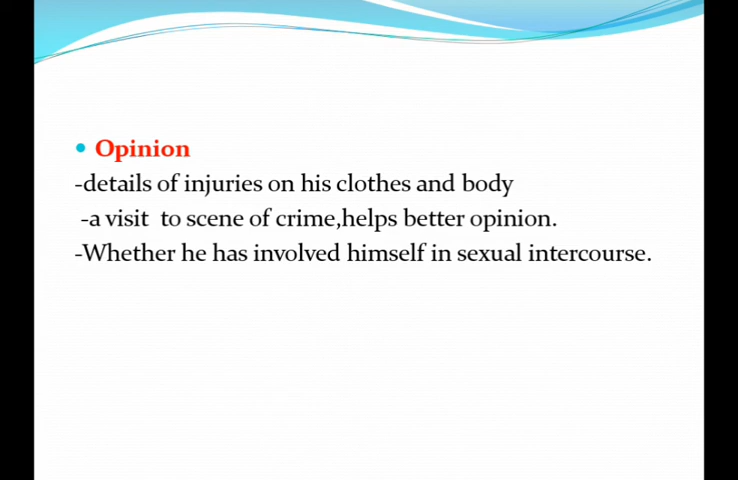 • Opinion
-details of injuries on his clothes and body
-a visit  to scene of crime,helps better opinion.
-Whether he has involved himself in sexual intercourse.